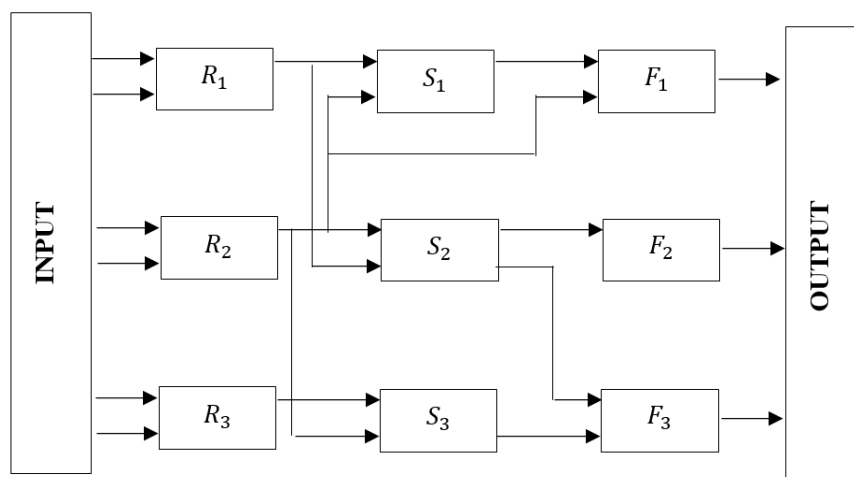 INPUT
R₁
S₁
F₁
R₂
S₂
F₂
R₃
S₃
F₃
OUTPUT